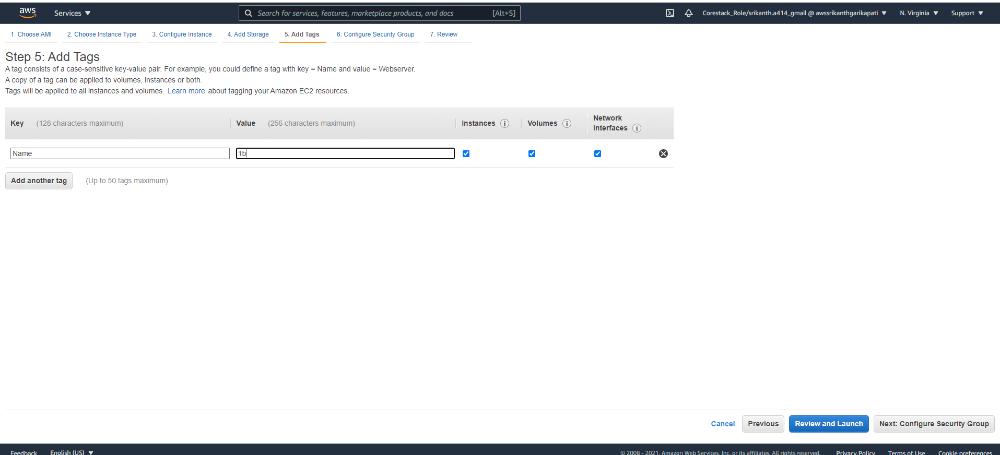 aws Services Search for services, features, marketplace products, and docs [Alt+S] Corestack_Role/srikanth.a414_gmail @ awssrikanthgarikapati N. Virginia Support
1. Choose AMI 2. Choose Instance Type 3. Configure Instance 4. Add Storage 5. Add Tags 6. Configure Security Group 7. Review
Step 5: Add Tags
A tag consists of a case-sensitive key-value pair. For example, you could define a tag with key = Name and value = Webserver.
A copy of a tag can be applied to volumes, instances or both.
Tags will be applied to all instances and volumes. Learn more about tagging your Amazon EC2 resources.
Key (128 characters maximum) Value (256 characters maximum) Instances i Volumes i Network
Interfaces i
Name 1b
Add another tag (Up to 50 tags maximum)
Cancel Previous Review and Launch Next: Configure Security Group
Feedback English (US) © 2008 - 2021, Amazon Web Services, Inc. or its affiliates. All rights reserved. Privacy Policy Terms of Use Cookie preferences